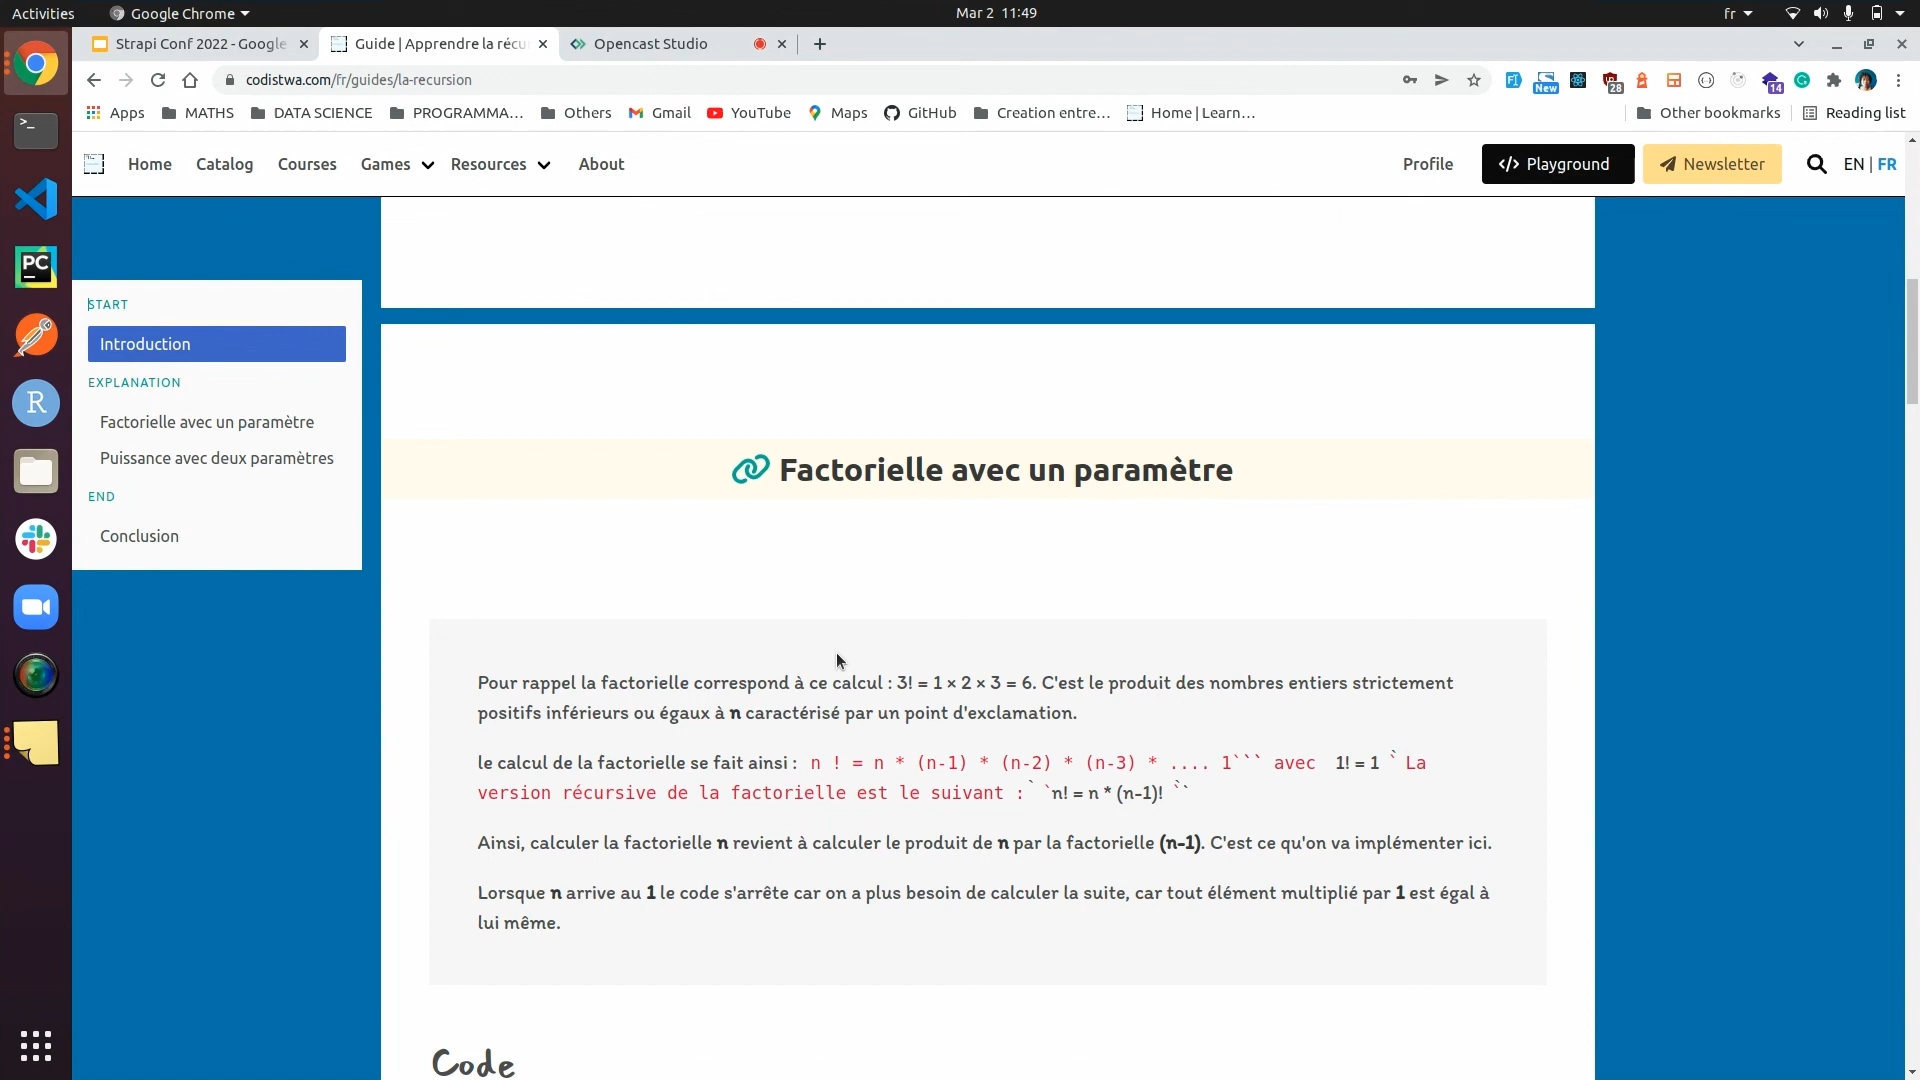 Activities Google Chrome Mar 2 11:49 fr
Strapi Conf 2022 - Google Guide | Apprendre la récu Opencast Studio
codistwa.com/fr/guides/la-recursion New 28 14
Apps MATHS DATA SCIENCE PROGRAMMA... Others Gmail YouTube Maps GitHub Creation entre... Home | Learn... Other bookmarks Reading list
Home Catalog Courses Games Resources About Profile </> Playground Newsletter EN | FR
START
Introduction
EXPLANATION
Factorielle avec un paramètre
Puissance avec deux paramètres
END
Conclusion
Factorielle avec un paramètre
Pour rappel la factorielle correspond à ce calcul : 3! = 1 × 2 × 3 = 6. C'est le produit des nombres entiers strictement
positifs inférieurs ou égaux à n caractérisé par un point d'exclamation.
le calcul de la factorielle se fait ainsi : n ! = n * (n-1) * (n-2) * (n-3) * .... 1``` avec 1! = 1 ` ` La
version récursive de la factorielle est le suivant :` `n! = n * (n-1)! ``
Ainsi, calculer la factorielle n revient à calculer le produit de n par la factorielle (n-1). C'est ce qu'on va implémenter ici.
Lorsque n arrive au 1 le code s'arrête car on a plus besoin de calculer la suite, car tout élément multiplié par 1 est égal à
lui même.
Code
PC
R